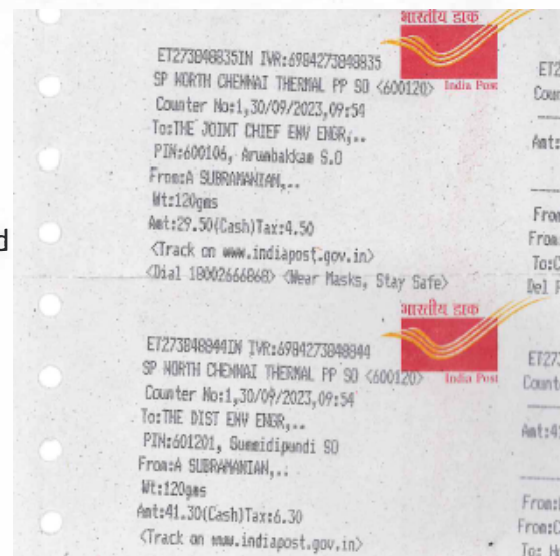 भारतीय डाक
India Post
ET273848835IN IVR:6984273848835
SP NORTH CHENNAI THERMAL PP SO <600120>
Counter No:1,30/09/2023,09:54
To:THE JOINT CHIEF ENV ENGR,..
PIN:600106, Arumbakkam S.O
From:A SUBRAMANIAM,..
Wt:120gms
Amt:29.50(Cash)Tax:4.50
<Track on www.indiapost.gov.in>
<Dial 18002666868> <Wear Masks, Stay Safe>
भारतीय डाक
India Post
ET273848844IN IVR:6984273848844
SP NORTH CHENNAI THERMAL PP SO <600120>
Counter No:1,30/09/2023,09:54
To:THE DIST ENV ENGR,..
PIN:601201, Gummidipundi SO
From:A SUBRAMANIAN,..
Wt:120gms
Amt:41.30(Cash)Tax:6.30
<Track on www.indiapost.gov.in>